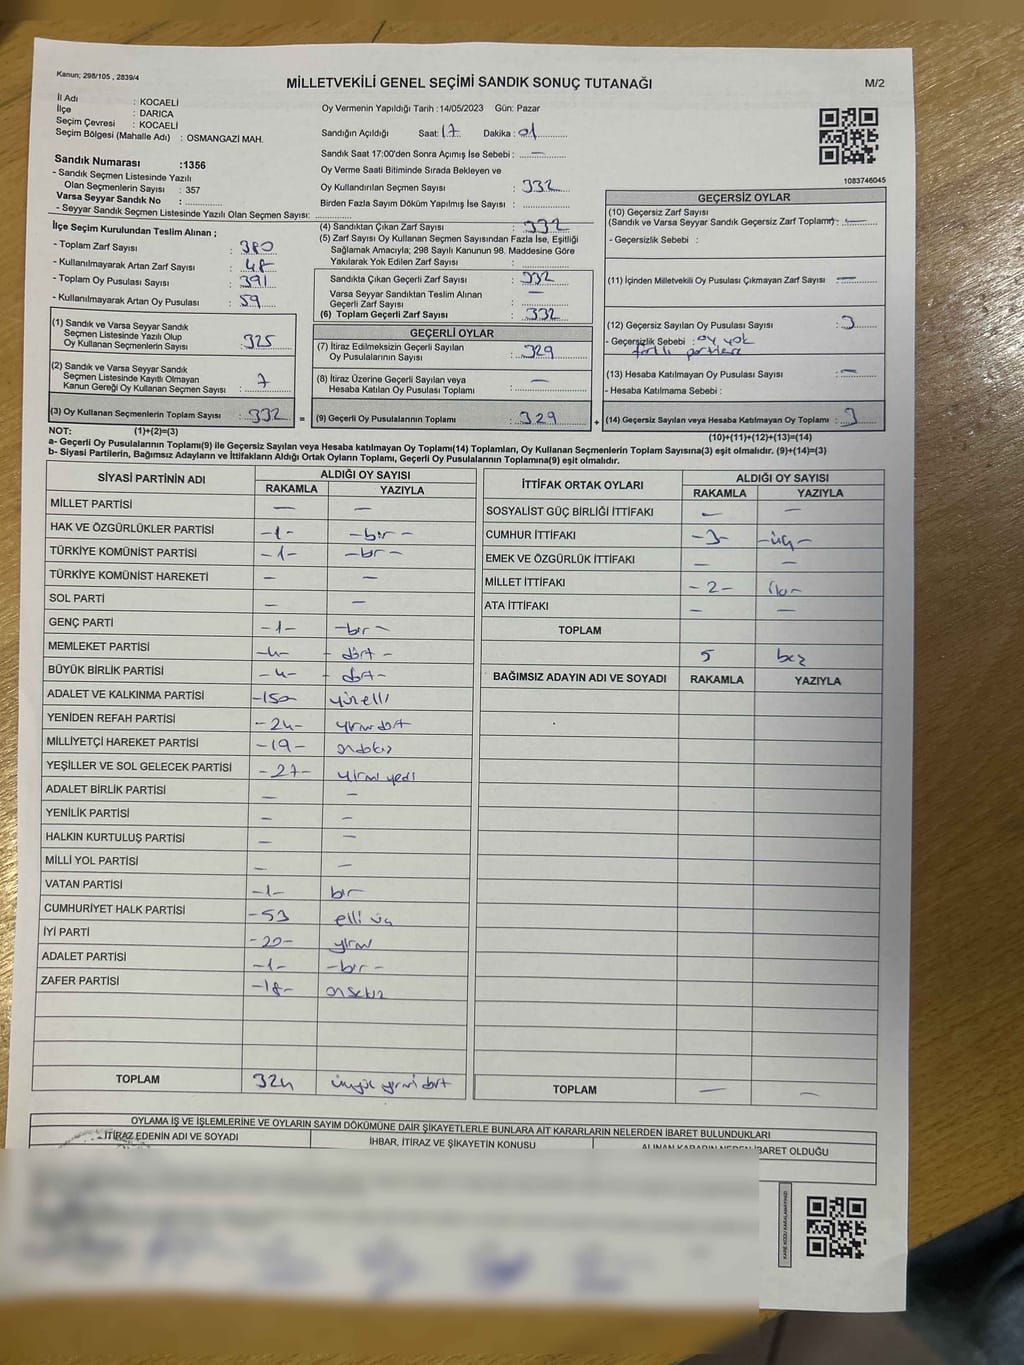 Kanun; 298/105 , 2839/4
MİLLETVEKİLİ GENEL SEÇİMİ SANDIK SONUÇ TUTANAĞI
M/2
İl Adı : KOCAELİ
İlçe : DARICA
Seçim Çevresi : KOCAELİ
Seçim Bölgesi (Mahalle Adı) : OSMANGAZİ MAH.
Sandık Numarası :1356
- Sandık Seçmen Listesinde Yazılı
Olan Seçmenlerin Sayısı : 357
Varsa Seyyar Sandık No :
- Seyyar Sandık Seçmen Listesinde Yazılı Olan Seçmen Sayısı:
Oy Vermenin Yapıldığı Tarih :14/05/2023 Gün: Pazar
Sandığın Açıldığı Saat: 17 Dakika : 01
Sandık Saat 17:00'den Sonra Açımış İse Sebebi : —
Oy Verme Saati Bitiminde Sırada Bekleyen ve
Oy Kullandırılan Seçmen Sayısı : 332
Birden Fazla Sayım Döküm Yapılmış İse Sayısı :
1083746045
İlçe Seçim Kurulundan Teslim Alınan ;
- Toplam Zarf Sayısı : 380
- Kullanılmayarak Artan Zarf Sayısı : 48
- Toplam Oy Pusulası Sayısı : 391
- Kullanılmayarak Artan Oy Pusulası : 59
(1) Sandık ve Varsa Seyyar Sandık
Seçmen Listesinde Yazılı Olup
Oy Kullanan Seçmenlerin Sayısı : 325
(2) Sandık ve Varsa Seyyar Sandık
Seçmen Listesinde Kayıtlı Olmayan
Kanun Gereği Oy Kullanan Seçmen Sayısı : 7
(3) Oy Kullanan Seçmenlerin Toplam Sayısı : 332 =
(4) Sandıktan Çıkan Zarf Sayısı : 332
(5) Zarf Sayısı Oy Kullanan Seçmen Sayısından Fazla İse, Eşitliği
Sağlamak Amacıyla; 298 Sayılı Kanunun 98. Maddesine Göre
Yakılarak Yok Edilen Zarf Sayısı :
Sandıkta Çıkan Geçerli Zarf Sayısı : 332
Varsa Seyyar Sandıktan Teslim Alınan —
Geçerli Zarf Sayısı :
(6) Toplam Geçerli Zarf Sayısı : 332
GEÇERLİ OYLAR
(7) İtiraz Edilmeksizin Geçerli Sayılan
Oy Pusulalarının Sayısı : 329
(8) İtiraz Üzerine Geçerli Sayılan veya —
Hesaba Katılan Oy Pusulası Toplamı :
(9) Geçerli Oy Pusulalarının Toplamı : 329 +
GEÇERSİZ OYLAR
(10) Geçersiz Zarf Sayısı
(Sandık ve Varsa Seyyar Sandık Geçersiz Zarf Toplamı) : —
- Geçersizlik Sebebi :
(11) İçinden Milletvekili Oy Pusulası Çıkmayan Zarf Sayısı : —
(12) Geçersiz Sayılan Oy Pusulası Sayısı : 3
- Geçersizlik Sebebi : oy yok
(13) Hesaba Katılmayan Oy Pusulası Sayısı : —
- Hesaba Katılmama Sebebi :
(14) Geçersiz Sayılan veya Hesaba Katılmayan Oy Toplamı : 3
NOT: (1)+(2)=(3) (10)+(11)+(12)+(13)=(14)
a- Geçerli Oy Pusulalarının Toplamı(9) ile Geçersiz Sayılan veya Hesaba katılmayan Oy Toplamı(14) Toplamları, Oy Kullanan Seçmenlerin Toplam Sayısına(3) eşit olmalıdır. (9)+(14)=(3)
b- Siyasi Partilerin, Bağımsız Adayların ve İttifakların Aldığı Ortak Oyların Toplamı, Geçerli Oy Pusulalarının Toplamına(9) eşit olmalıdır.
SİYASİ PARTİNİN ADI ALDIĞI OY SAYISI
RAKAMLA YAZIYLA
MİLLET PARTİSİ — —
HAK VE ÖZGÜRLÜKLER PARTİSİ -1- -bir-
TÜRKİYE KOMÜNİST PARTİSİ -1- -bir-
TÜRKİYE KOMÜNİST HAREKETİ — —
SOL PARTİ — —
GENÇ PARTİ -1- -bir-
MEMLEKET PARTİSİ -4- - dört -
BÜYÜK BİRLİK PARTİSİ -4- - dört-
ADALET VE KALKINMA PARTİSİ -150 yüzelli
YENİDEN REFAH PARTİSİ -24- yirmidört
MİLLİYETÇİ HAREKET PARTİSİ -19- ondokuz
YEŞİLLER VE SOL GELECEK PARTİSİ -27- yirmi yedi
ADALET BİRLİK PARTİSİ — —
YENİLİK PARTİSİ — —
HALKIN KURTULUŞ PARTİSİ — —
MİLLİ YOL PARTİSİ — —
VATAN PARTİSİ -1- bir
CUMHURİYET HALK PARTİSİ -53 elli üç
İYİ PARTİ -20- yirmi
ADALET PARTİSİ -1- -bir-
ZAFER PARTİSİ -18- onsekiz
TOPLAM 324 üçyüz yirmi dört
İTTİFAK ORTAK OYLARI ALDIĞI OY SAYISI
RAKAMLA YAZIYLA
SOSYALİST GÜÇ BİRLİĞİ İTTİFAKI — —
CUMHUR İTTİFAKI -3- -üç-
EMEK VE ÖZGÜRLÜK İTTİFAKI — —
MİLLET İTTİFAKI -2- iki-
ATA İTTİFAKI — —
TOPLAM
5 beş
BAĞIMSIZ ADAYIN ADI VE SOYADI RAKAMLA YAZIYLA
TOPLAM — —
OYLAMA İŞ VE İŞLEMLERİNE VE OYLARIN SAYIM DÖKÜMÜNE DAİR ŞİKAYETLERLE BUNLARA AİT KARARLARIN NELERDEN İBARET BULUNDUKLARI
İTİRAZ EDENİN ADI VE SOYADI İHBAR, İTİRAZ VE ŞİKAYETİN KONUSU ALINAN KARARIN NEDEN İBARET OLDUĞU